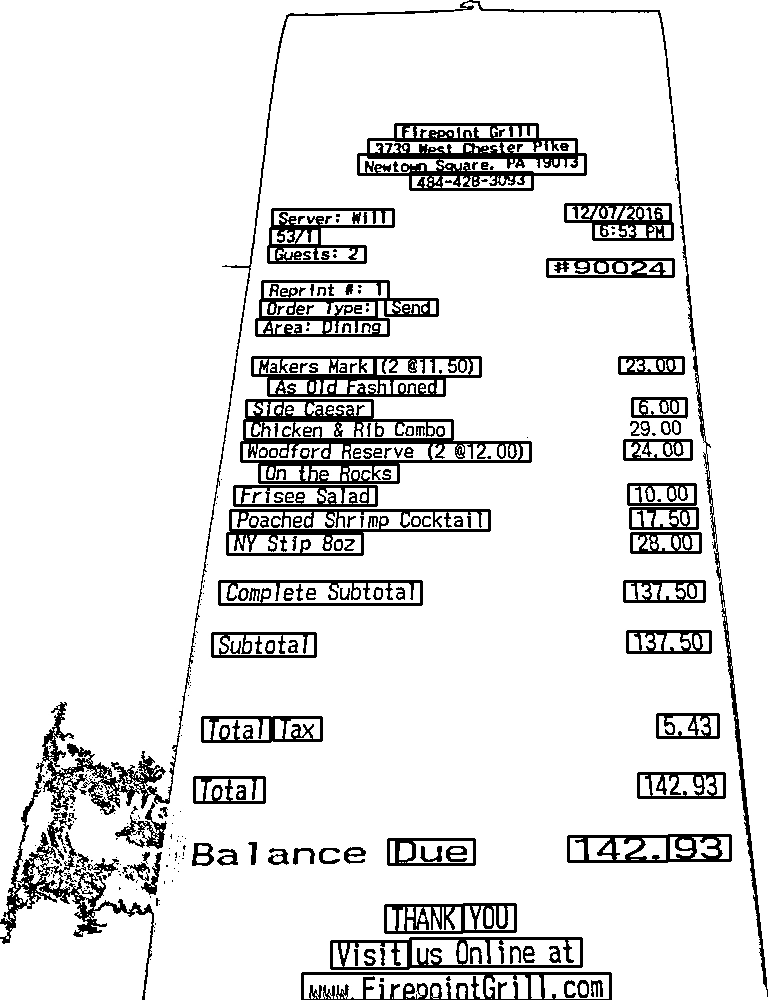 Firepoint Grill
3739 West Chester Pike
Newtown Square, PA 19013
484-428-3093
Server: Will 12/07/2016
53/1 6:53 PM
Guests: 2
#90024
Reprint #: 1
Order Type: Send
Area: Dining
Makers Mark (2 @11.50) 23.00
As Old Fashioned
Side Caesar 6.00
Chicken & Rib Combo 29.00
Woodford Reserve (2 @12.00) 24.00
On the Rocks
Frisee Salad 10.00
Poached Shrimp Cocktail 17.50
NY Stip 8oz 28.00
Complete Subtotal 137.50
Subtotal 137.50
Total Tax 5.43
Total 142.93
Balance Due 142.93
THANK YOU
Visit us Online at
www.FirepointGrill.com